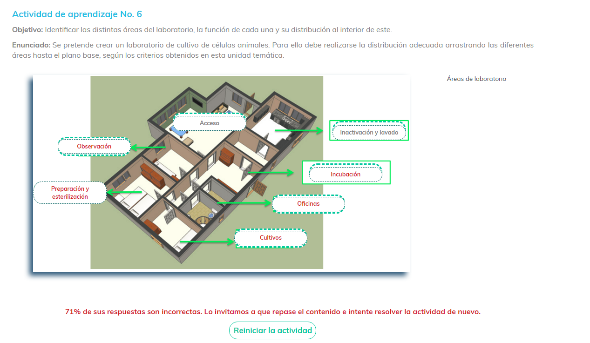 Actividad de aprendizaje No. 6
Objetivo: Identificar las distintas áreas del laboratorio, la función de cada una y su distribución al interior de este.
Enunciado: Se pretende crear un laboratorio de cultivo de células animales. Para ello debe realizarse la distribución adecuada arrastrando las diferentes
áreas hasta el plano base, según los criterios obtenidos en esta unidad temática.
Áreas de laboratorio
Acceso
Inactivación y lavado
Observación
Incubación
Preparación y
esterilización
Oficinas
Cultivos
71% de sus respuestas son incorrectas. Lo invitamos a que repase el contenido e intente resolver la actividad de nuevo.
Reiniciar la actividad